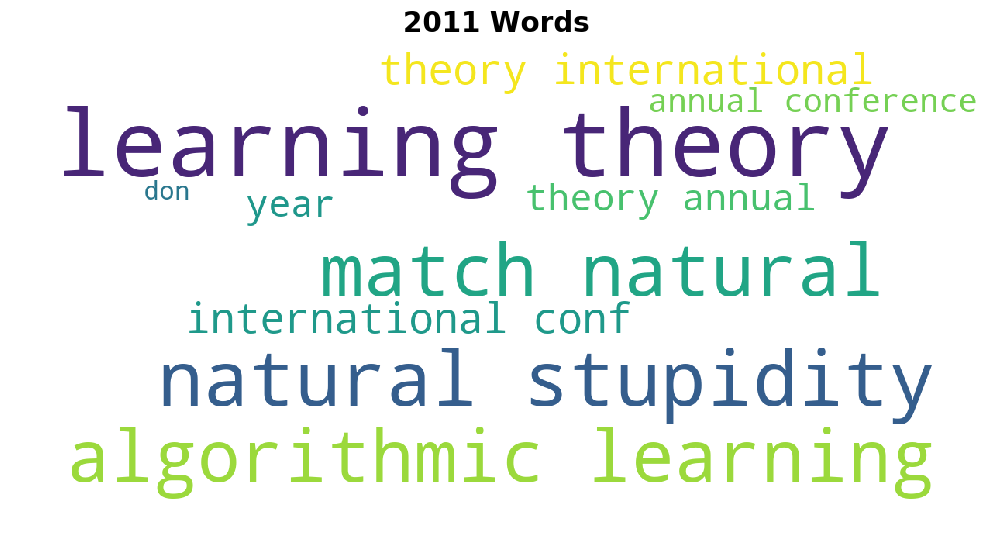 2011 Words
theory international
annual conference
learning theory
don
year
theory annual
match natural
international conf
natural stupidity
algorithmic learning